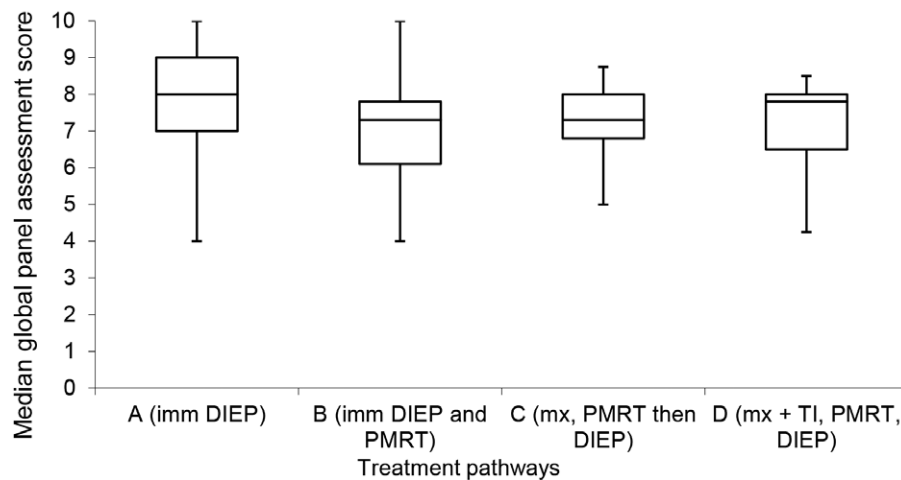 Median global panel assessment score
10
9
8
7
6
5
4
3
2
1
0
A (imm DIEP)
B (imm DIEP and
PMRT)
C (mx, PMRT then
DIEP)
D (mx + TI, PMRT,
DIEP)
Treatment pathways